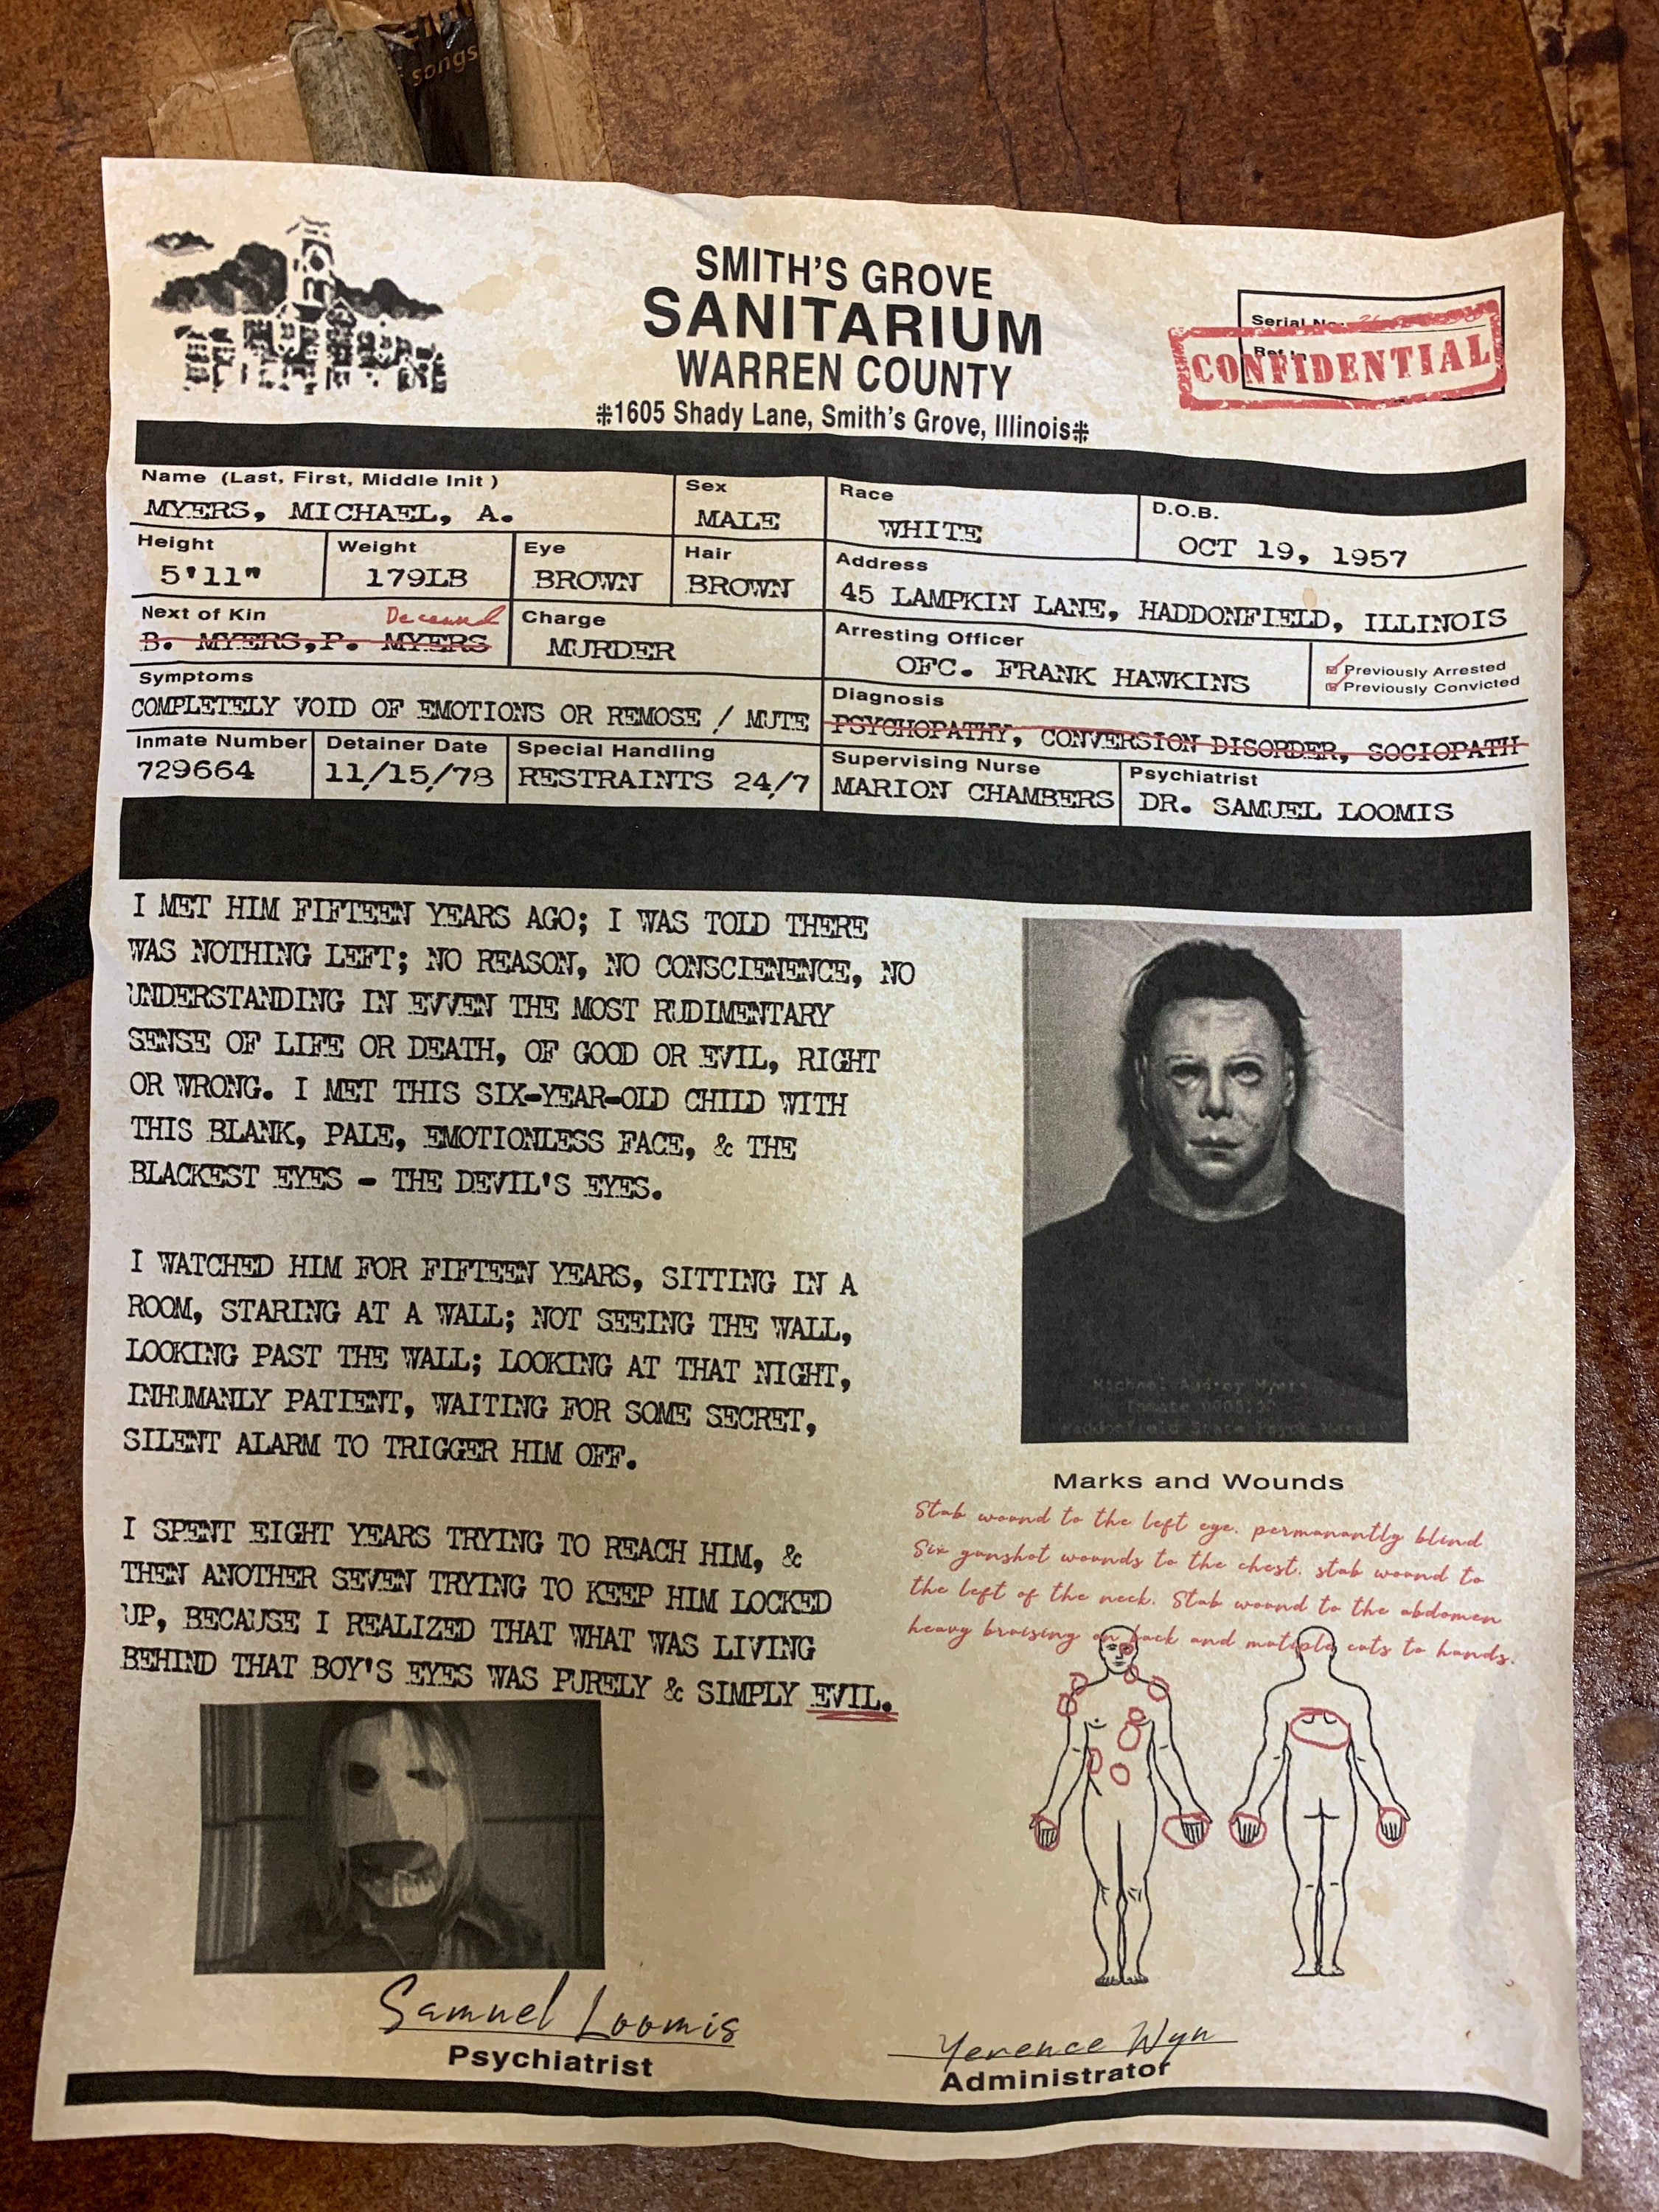 songs
SMITH'S GROVE
SANITARIUM
WARREN COUNTY
⁜1605 Shady Lane, Smith's Grove, Illinois⁜
Serial No:
CONFIDENTIAL
Name (Last, First, Middle Init )
MYERS, MICHAEL, A.
Sex
MALE
Race
WHITE
D.O.B.
OCT 19, 1957
Height
5'11"
Weight
179LB
Eye
BROWN
Hair
BROWN
Address
45 LAMPKIN LANE, HADDONFIELD, ILLINOIS
Next of Kin
Deceased
B. MYERS,P. MYERS
Charge
MURDER
Arresting Officer
OFC. FRANK HAWKINS
Previously Arrested
Previously Convicted
Symptoms
COMPLETELY VOID OF EMOTIONS OR REMOSE / MUTE
Diagnosis
PSYCHOPATHY, CONVERSION DISORDER, SOCIOPATH
Inmate Number
729664
Detainer Date
11/15/78
Special Handling
RESTRAINTS 24/7
Supervising Nurse
MARION CHAMBERS
Psychiatrist
DR. SAMUEL LOOMIS
I MET HIM FIFTEEN YEARS AGO; I WAS TOLD THERE
WAS NOTHING LEFT; NO REASON, NO CONSCIENENCE, NO
UNDERSTANDING IN EVVEN THE MOST RUDIMENTARY
SENSE OF LIFE OR DEATH, OF GOOD OR EVIL, RIGHT
OR WRONG. I MET THIS SIX-YEAR-OLD CHILD WITH
THIS BLANK, PALE, EMOTIONLESS FACE, & THE
BLACKEST EYES - THE DEVIL'S EYES.
I WATCHED HIM FOR FIFTEEN YEARS, SITTING IN A
ROOM, STARING AT A WALL; NOT SEEING THE WALL,
LOOKING PAST THE WALL; LOOKING AT THAT NIGHT,
INHUMANLY PATIENT, WAITING FOR SOME SECRET,
SILENT ALARM TO TRIGGER HIM OFF.
I SPENT EIGHT YEARS TRYING TO REACH HIM, &
THEN ANOTHER SEVEN TRYING TO KEEP HIM LOCKED
UP, BECAUSE I REALIZED THAT WHAT WAS LIVING
BEHIND THAT BOY'S EYES WAS PURELY & SIMPLY EVIL.
Michael Audrey Myers
Inmate
State Psych Ward
Marks and Wounds
Stab wound to the left eye. permanantly blind
Six gunshot wounds to the chest. stab wound to
the left of the neck. Stab wound to the abdomen
heavy bruising on back and multiple cuts to hands.
Samuel Loomis
Psychiatrist
Yerence Wyn
Administrator